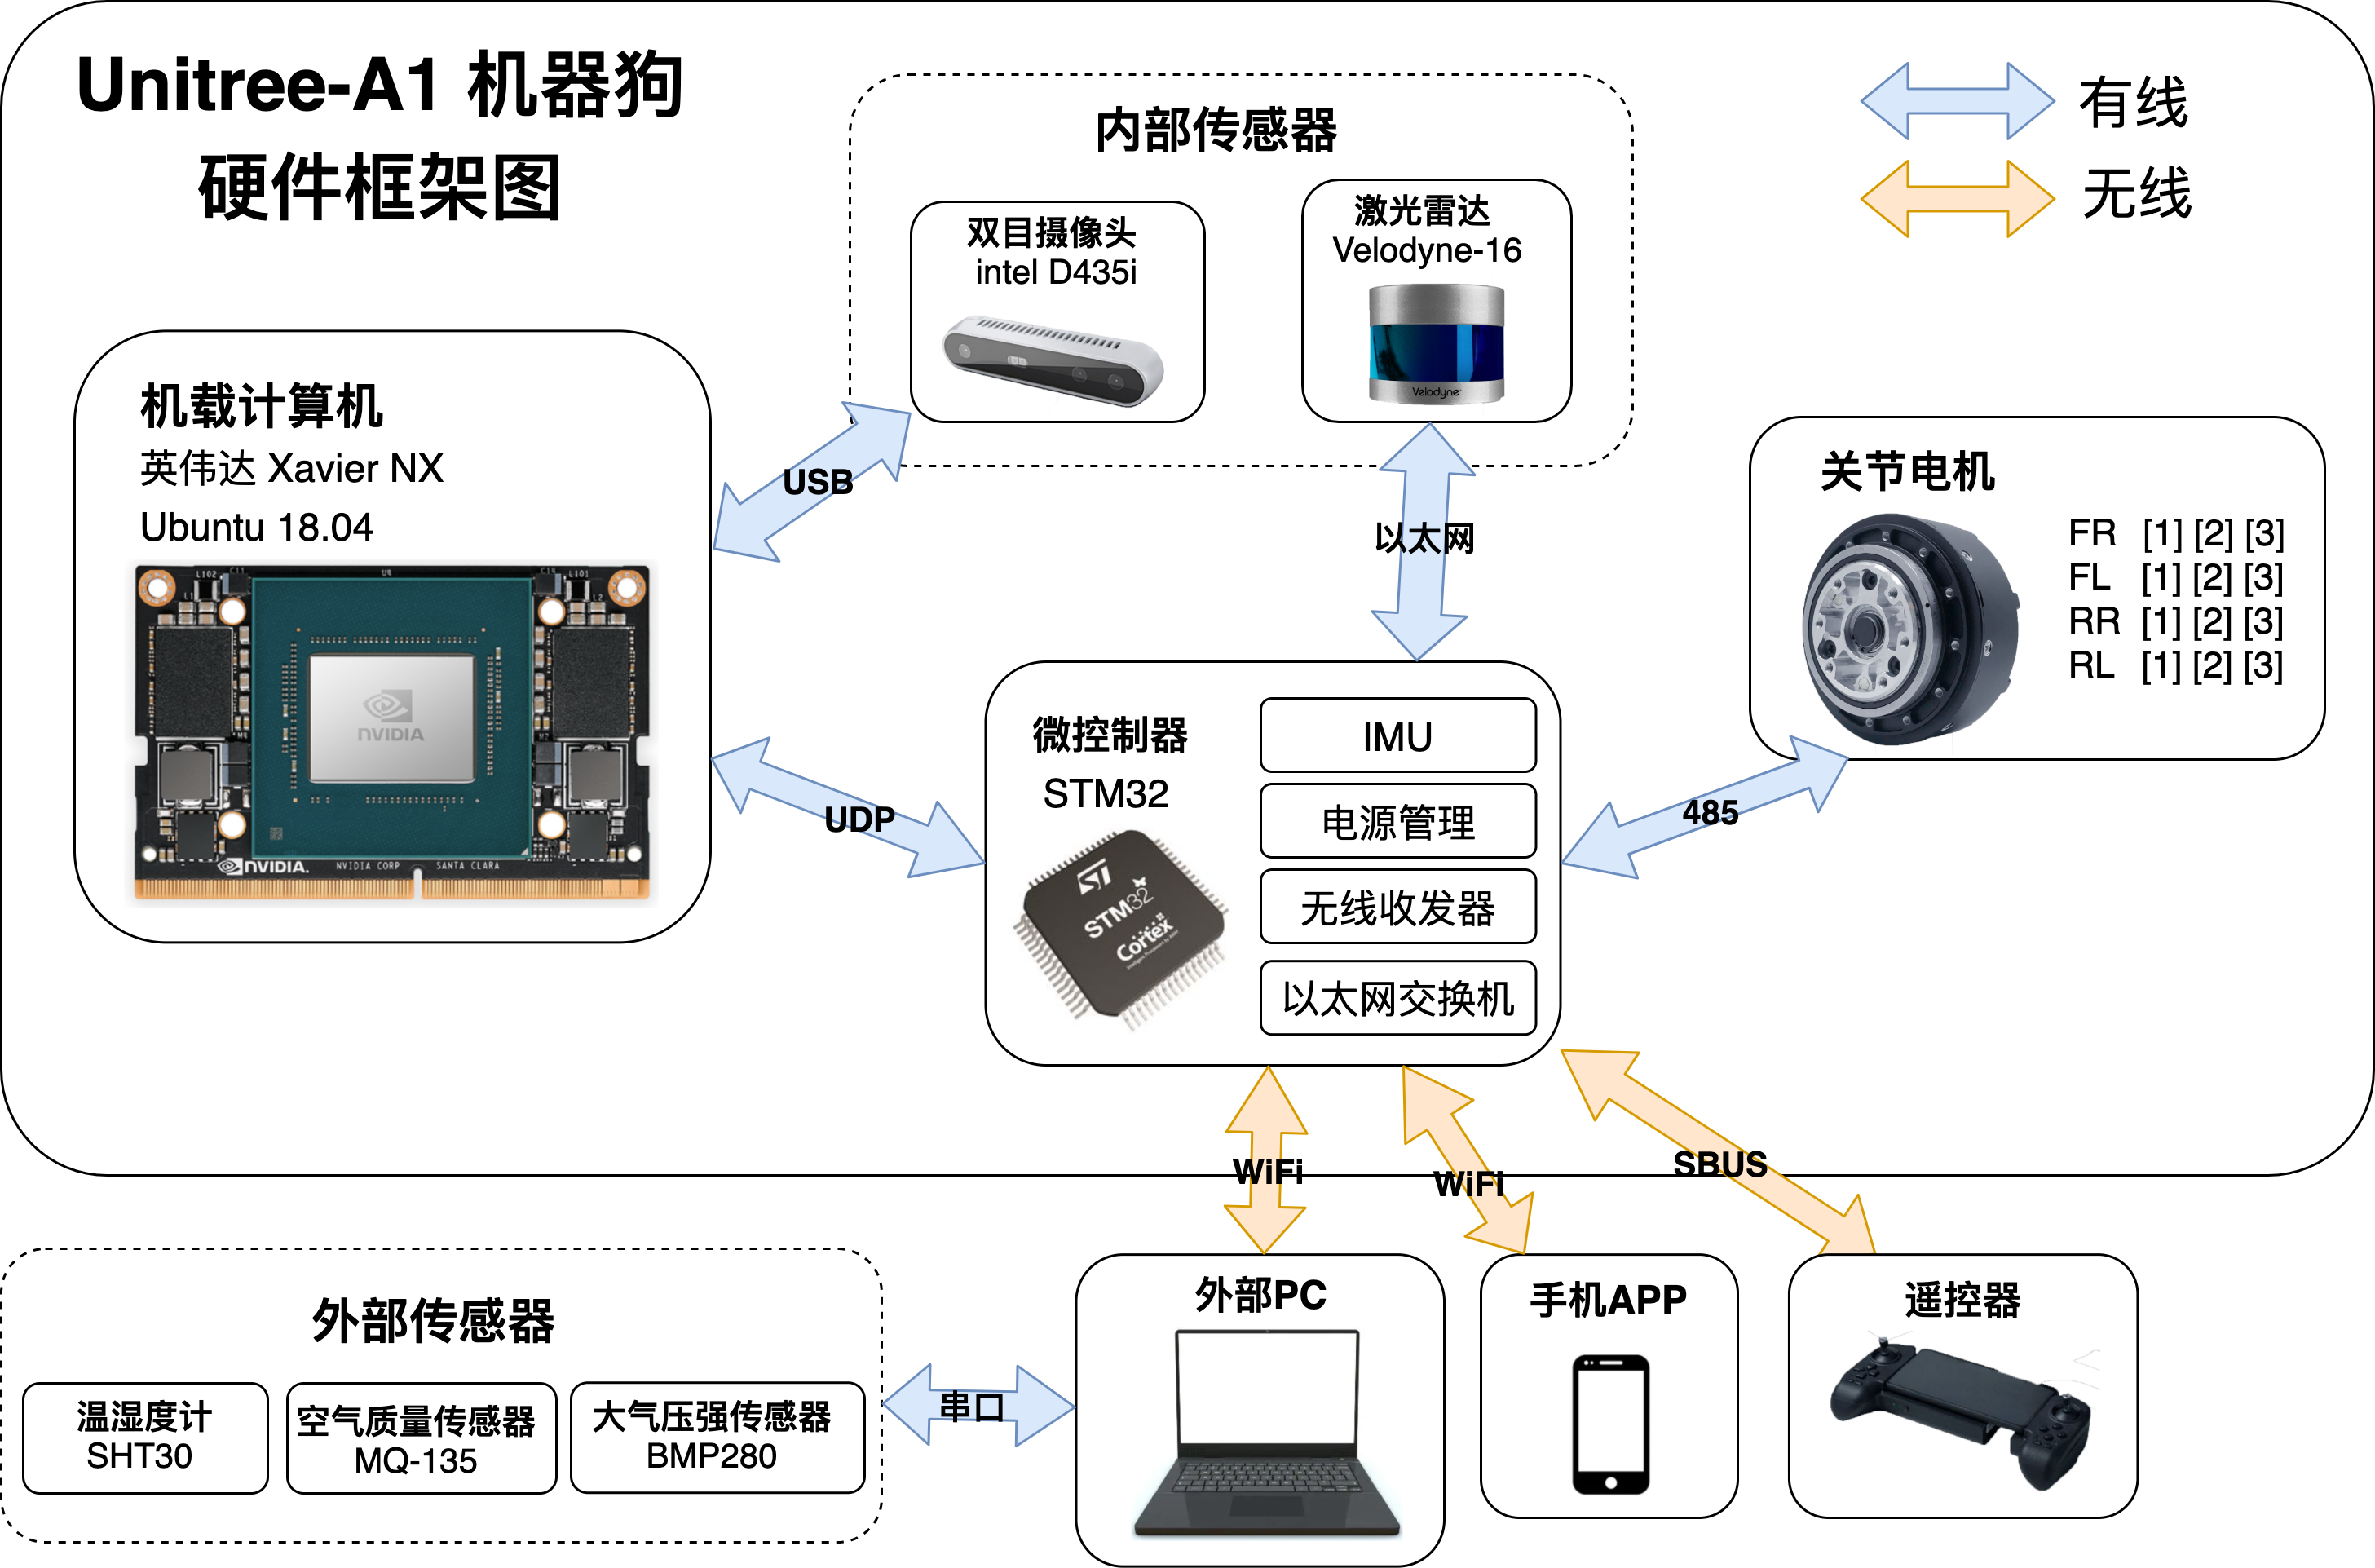 Unitree-A1 机器狗
硬件框架图
有线
无线
内部传感器
双目摄像头
intel D435i
激光雷达
Velodyne-16
Velodyne
机载计算机
英伟达 Xavier NX
Ubuntu 18.04
L102
L101
NVIDIA
NVIDIA.
NVIDIA CORP
SANTA CLARA
USB
以太网
UDP
485
关节电机
FR [1] [2] [3]
FL [1] [2] [3]
RR [1] [2] [3]
RL [1] [2] [3]
微控制器
STM32
ST
STM32
Cortex
IMU
电源管理
无线收发器
以太网交换机
WiFi
WiFi
SBUS
外部传感器
温湿度计
SHT30
空气质量传感器
MQ-135
大气压强传感器
BMP280
串口
外部PC
手机APP
遥控器